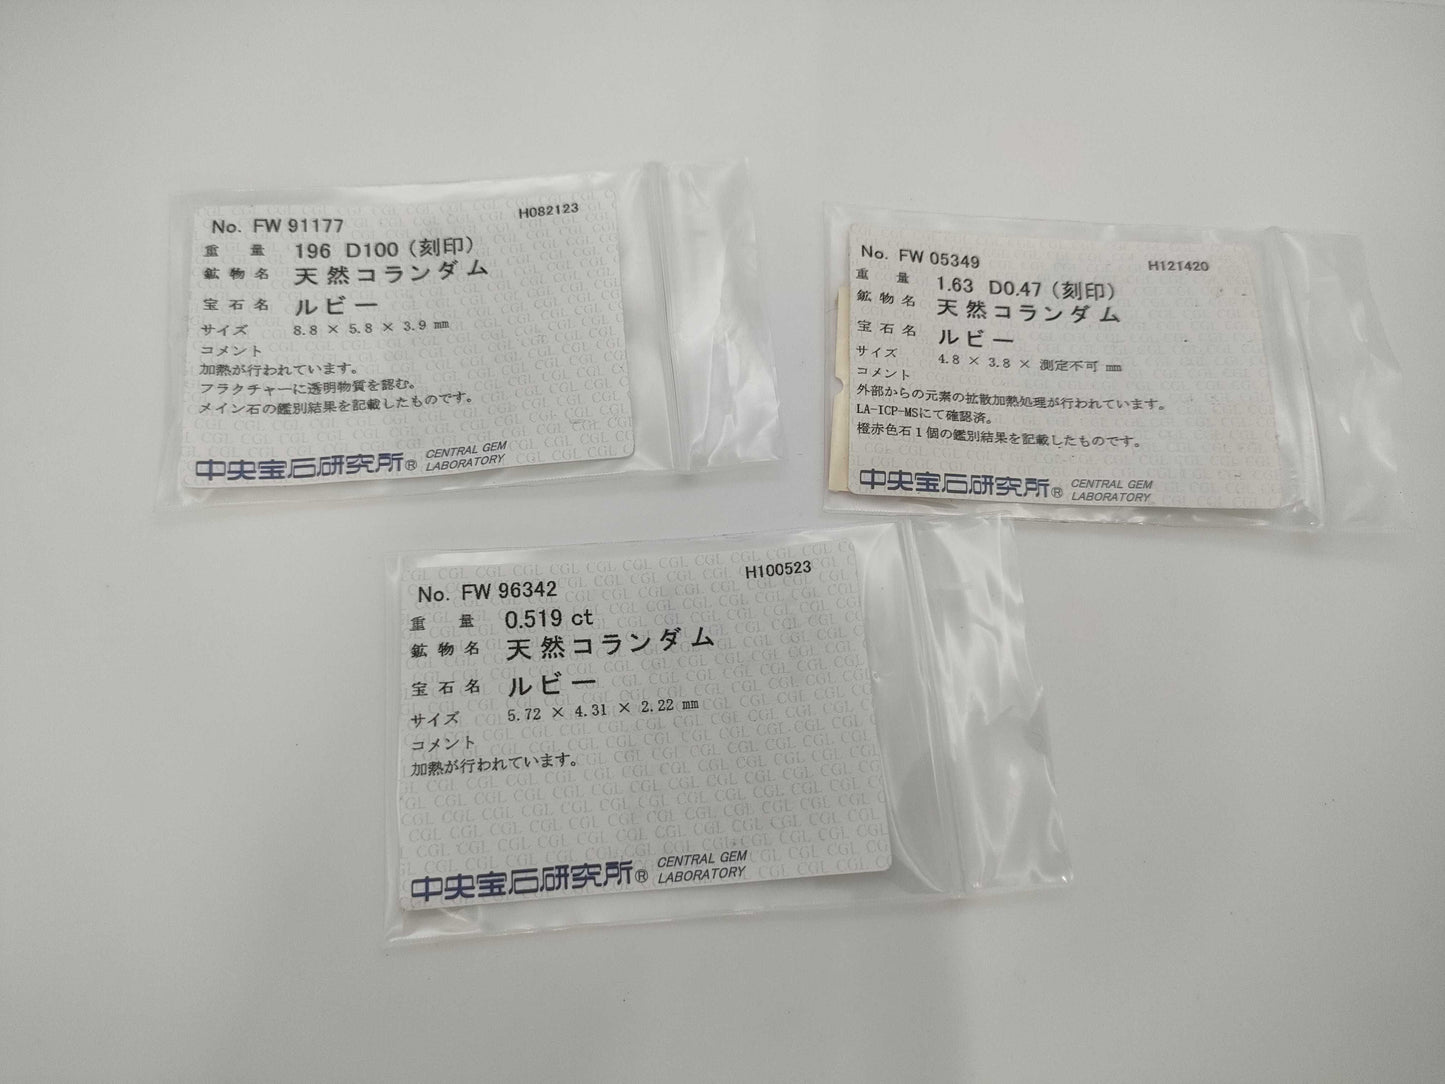 No. FW 91177 H082123
重量 196 D100（刻印）
鉱物名 天然コランダム
宝石名 ルビー
サイズ 8.8 × 5.8 × 3.9 mm
コメント
加熱が行われています。
フラクチャーに透明物質を認む。
メイン石の鑑別結果を記載したものです。
中央宝石研究所® CENTRAL GEM
LABORATORY
No. FW 05349 H121420
重量 1.63 D0.47（刻印）
鉱物名 天然コランダム
宝石名 ルビー
サイズ 4.8 × 3.8 × 測定不可 mm
コメント
外部からの元素の拡散加熱処理が行われています。
LA-ICP-MSにて確認済。
橙赤色石１個の鑑別結果を記載したものです。
中央宝石研究所® CENTRAL GEM
LABORATORY
No. FW 96342 H100523
重量 0.519 ct
鉱物名 天然コランダム
宝石名 ルビー
サイズ 5.72 × 4.31 × 2.22 mm
コメント
加熱が行われています。
中央宝石研究所® CENTRAL GEM
LABORATORY